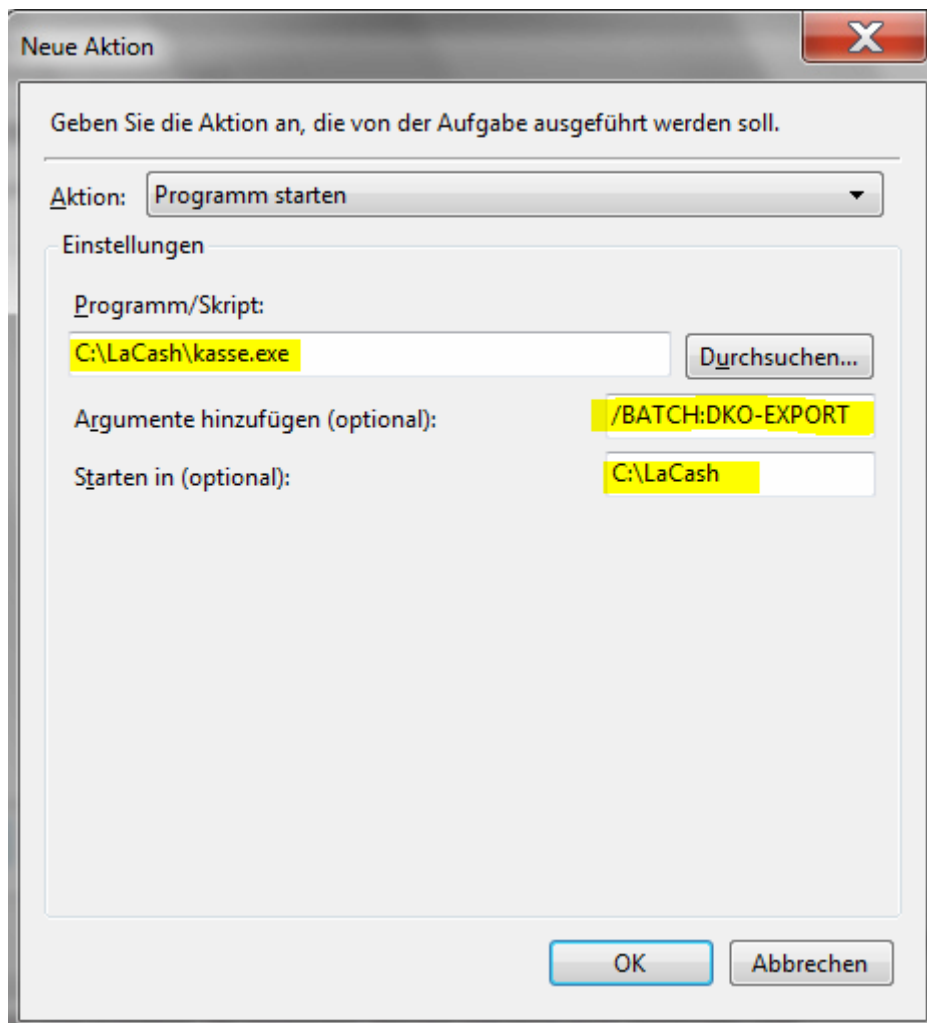 Neue Aktion
Geben Sie die Aktion an, die von der Aufgabe ausgeführt werden soll.
Aktion: Programm starten
Einstellungen
Programm/Skript:
C:\LaCash\kasse.exe Durchsuchen...
Argumente hinzufügen (optional): /BATCH:DKO-EXPORT
Starten in (optional): C:\LaCash
OK Abbrechen